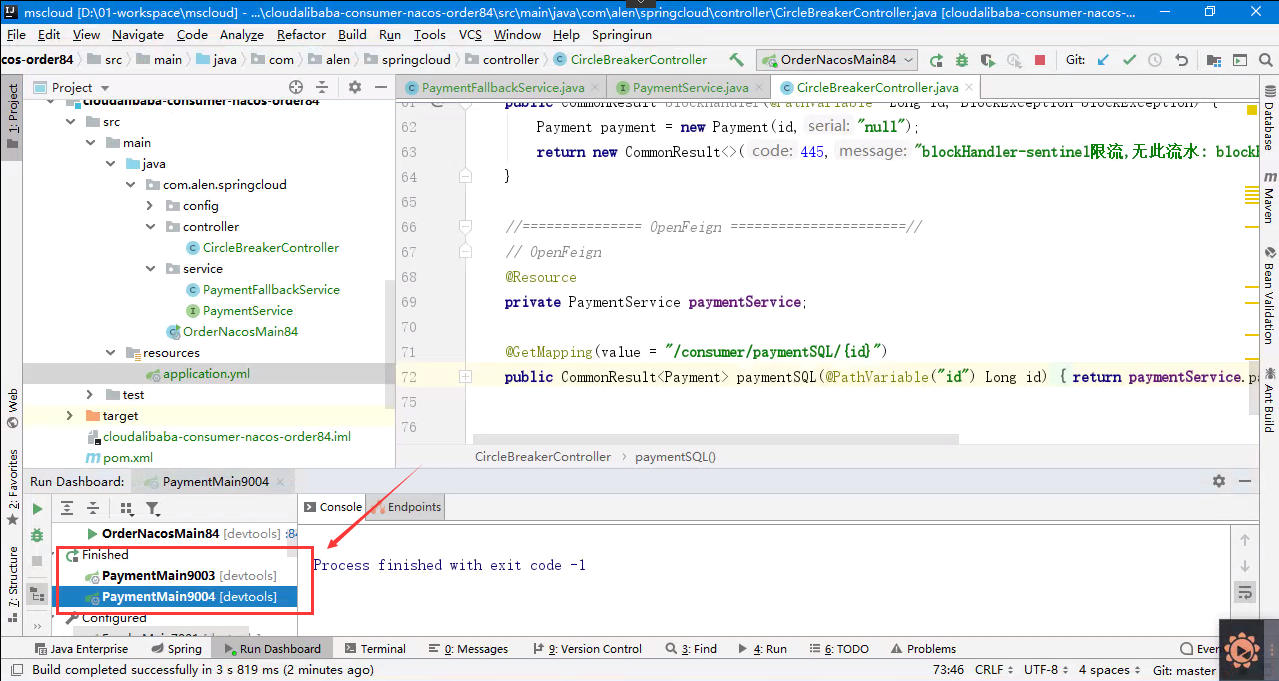 mscloud [D:\01-workspace\mscloud] - ...\cloudalibaba-consumer-nacos-order84\src\main\java\com\alen\springcloud\controller\CircleBreakerController.java [cloudalibaba-consumer-nacos-...
File Edit View Navigate Code Analyze Refactor Build Run Tools VCS Window Help Springirun
cos-order84 src main java com alen springcloud controller CircleBreakerController OrderNacosMain84 Git:
1: Project
Project
PaymentFallbackService.java PaymentService.java CircleBreakerController.java
Database
cloudalibaba-consumer-nacos-order84
src
main
java
com.alen.springcloud
config
controller
CircleBreakerController
service
PaymentFallbackService
PaymentService
OrderNacosMain84
resources
application.yml
test
target
cloudalibaba-consumer-nacos-order84.iml
pom.xml
61 public CommonResult blockHandler(@PathVariable Long id, BlockException blockException) {
62 Payment payment = new Payment(id, serial: "null");
63 return new CommonResult<>( code: 445, message: "blockHandler-sentinel限流,无此流水: block
64 }
65
66 //=============== OpenFeign ======================//
67 // OpenFeign
68 @Resource
69 private PaymentService paymentService;
70
71 @GetMapping(value = "/consumer/paymentSQL/{id}")
72 public CommonResult<Payment> paymentSQL(@PathVariable("id") Long id) { return paymentService.pa
75
76
CircleBreakerController paymentSQL()
Maven
Bean Validation
Ant Build
Web
2: Favorites
7: Structure
Run Dashboard: PaymentMain9004
Console Endpoints
OrderNacosMain84 [devtools] :84
Finished
PaymentMain9003 [devtools]
PaymentMain9004 [devtools]
Configured
Process finished with exit code -1
Java Enterprise Spring Run Dashboard Terminal 0: Messages 9: Version Control 3: Find 4: Run 6: TODO Problems Even
Build completed successfully in 3 s 819 ms (2 minutes ago) 73:46 CRLF UTF-8 4 spaces Git: master